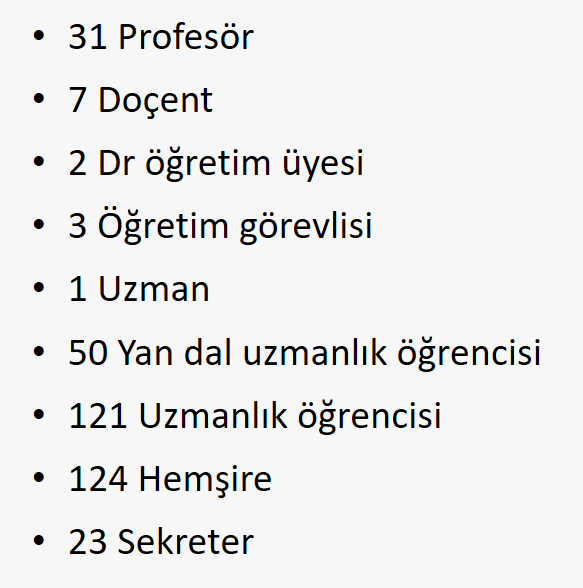 • 31 Profesör
• 7 Doçent
• 2 Dr öğretim üyesi
• 3 Öğretim görevlisi
• 1 Uzman
• 50 Yan dal uzmanlık öğrencisi
• 121 Uzmanlık öğrencisi
• 124 Hemşire
• 23 Sekreter